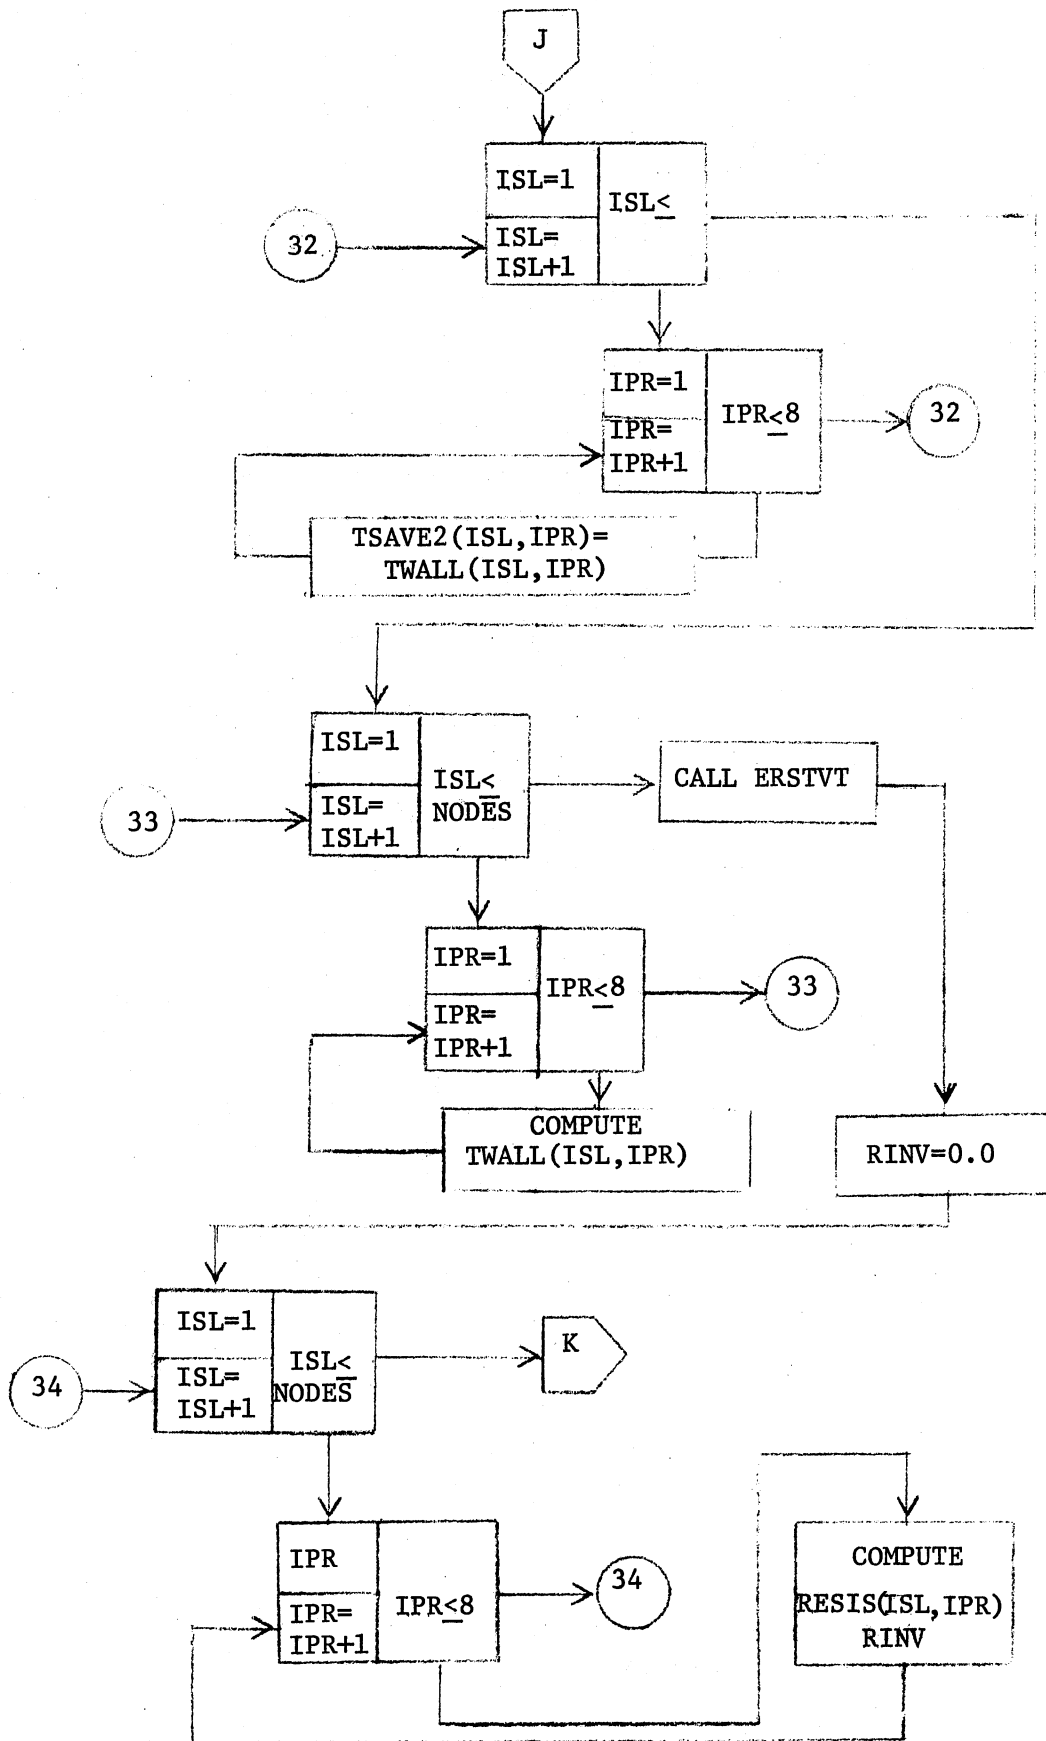 J
ISL=1
ISL≤
32
ISL=
ISL+1
IPR=1
IPR≤8
32
IPR=
IPR+1
TSAVE2(ISL,IPR)=
TWALL(ISL,IPR)
ISL=1
ISL≤
NODES
CALL ERSTVT
33
ISL=
ISL+1
IPR=1
IPR≤8
33
IPR=
IPR+1
COMPUTE
TWALL(ISL,IPR)
RINV=0.0
ISL=1
K
ISL≤
NODES
34
ISL=
ISL+1
IPR
IPR≤8
34
IPR=
IPR+1
COMPUTE
RESIS(ISL,IPR)
RINV